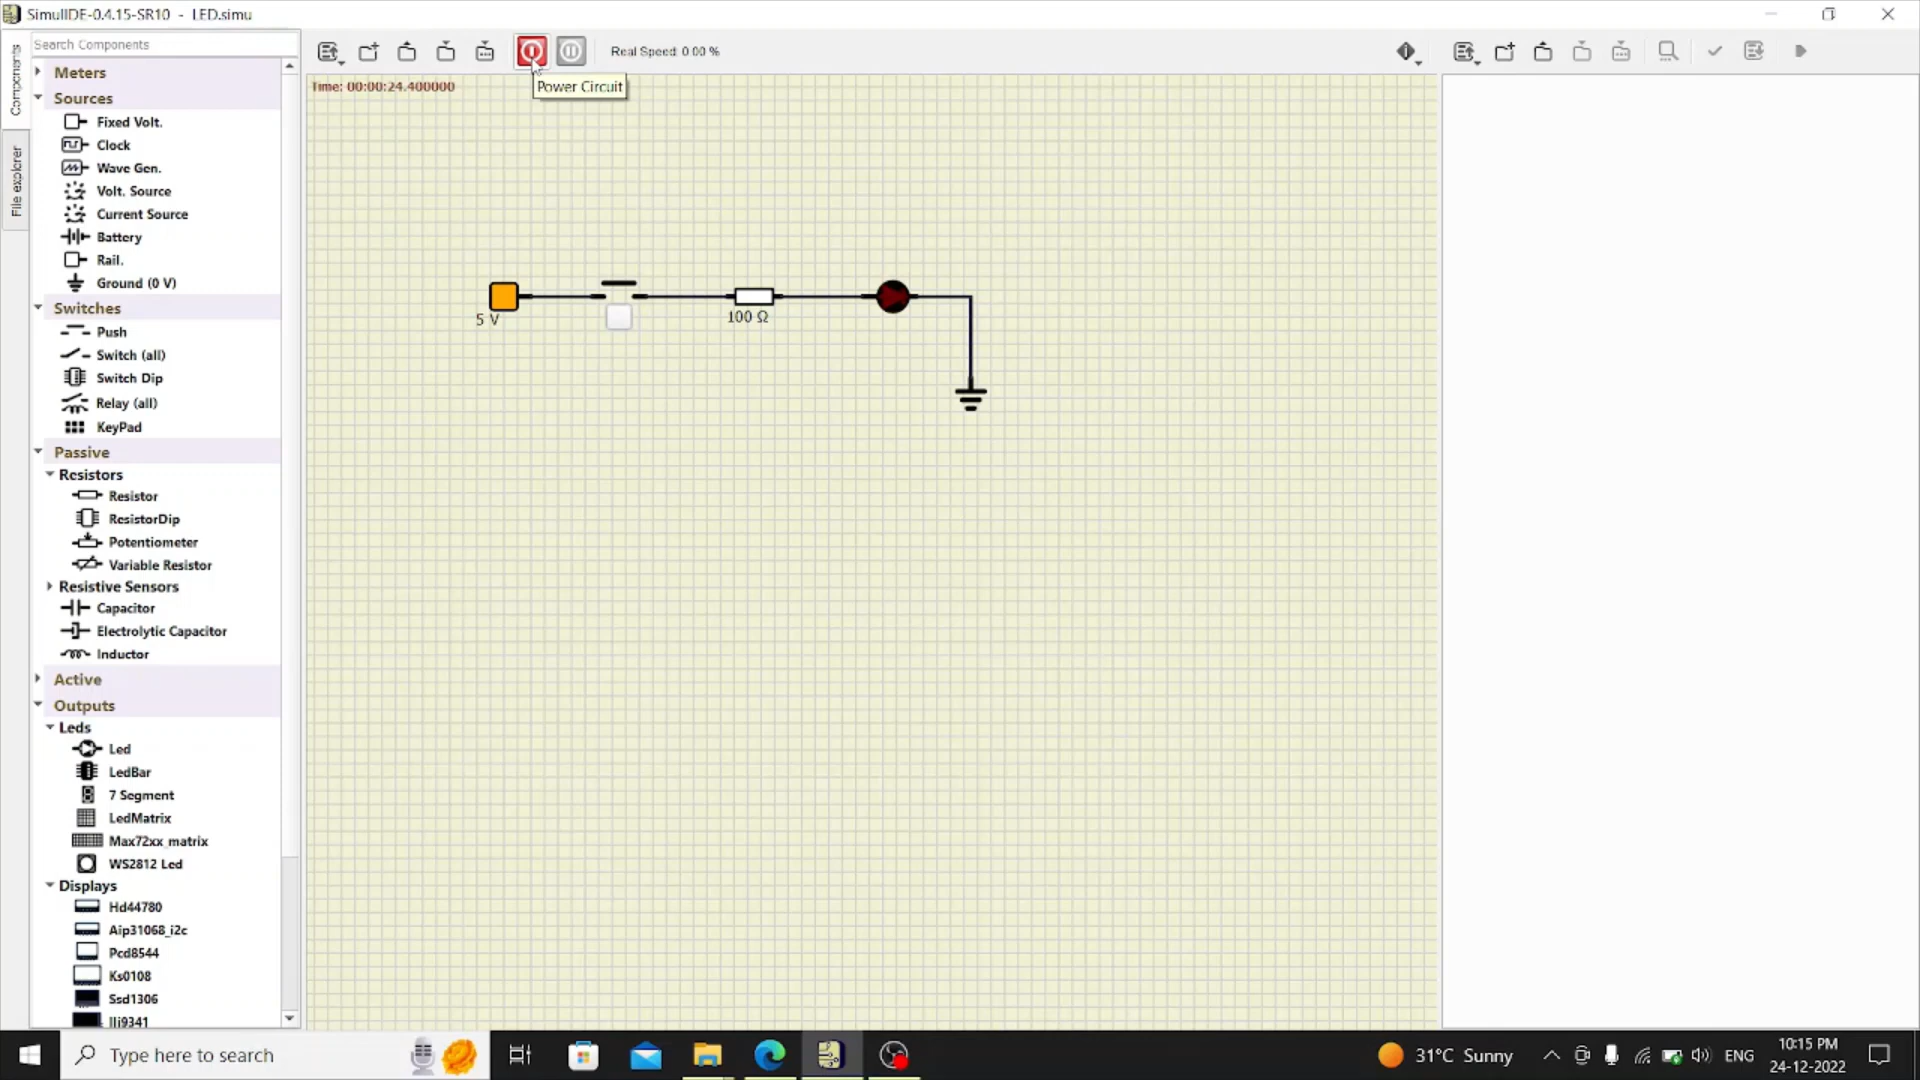 SimulIDE-0.4.15-SR10 - LED.simu
Components
File explorer
Search Components
Real Speed: 0.00 %
Power Circuit
Time: 00:00:24.400000
Meters
Sources
Fixed Volt.
Clock
Wave Gen.
Volt. Source
Current Source
Battery
Rail.
Ground (0 V)
Switches
Push
Switch (all)
Switch Dip
Relay (all)
KeyPad
Passive
Resistors
Resistor
ResistorDip
Potentiometer
Variable Resistor
Resistive Sensors
Capacitor
Electrolytic Capacitor
Inductor
Active
Outputs
Leds
Led
LedBar
7 Segment
LedMatrix
Max72xx_matrix
WS2812 Led
Displays
Hd44780
Aip31068_i2c
Pcd8544
Ks0108
Ssd1306
Ili9341
5 V
100 Ω
Type here to search
31°C Sunny
ENG
10:15 PM
24-12-2022